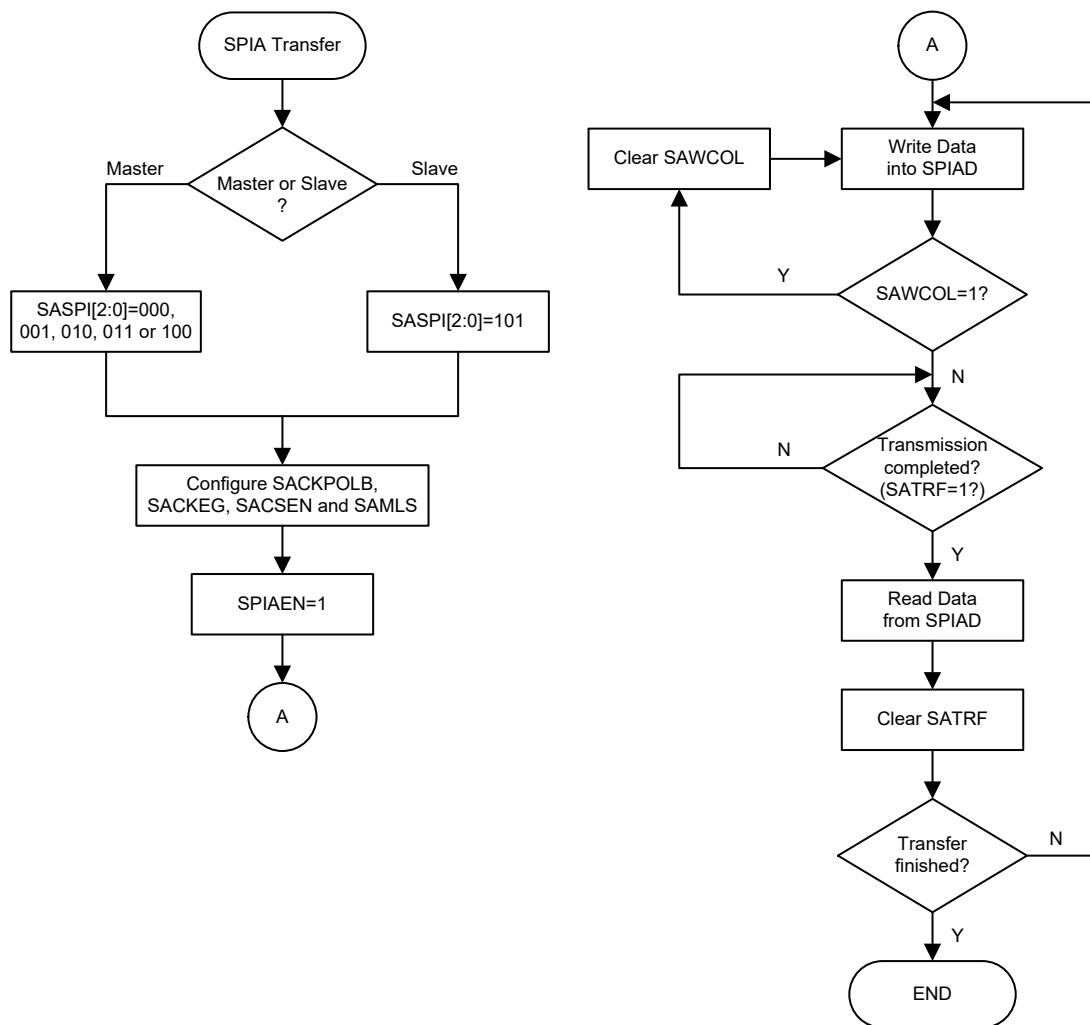 SPIA Transfer
Master
Master or Slave
?
Slave
SASPI[2:0]=000,
001, 010, 011 or 100
SASPI[2:0]=101
Configure SACKPOLB,
SACKEG, SACSEN and SAMLS
SPIAEN=1
A
A
Clear SAWCOL
Write Data
into SPIAD
Y
SAWCOL=1?
N
N
Transmission
completed?
(SATRF=1?)
Y
Read Data
from SPIAD
Clear SATRF
Transfer
finished?
N
Y
END